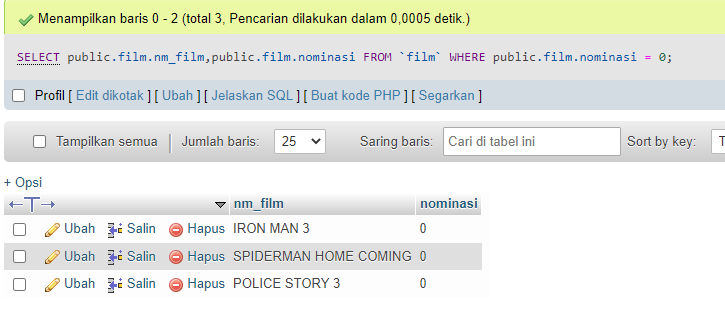 Menampilkan baris 0 - 2 (total 3, Pencarian dilakukan dalam 0,0005 detik.)
SELECT public.film.nm_film,public.film.nominasi FROM `film` WHERE public.film.nominasi = 0;
Profil [ Edit dikotak ] [ Ubah ] [ Jelaskan SQL ] [ Buat kode PHP ] [ Segarkan ]
Tampilkan semua | Jumlah baris: 25 Saring baris: Cari di tabel ini Sort by key: T
+ Opsi
←T→ nm_film nominasi
Ubah Salin Hapus IRON MAN 3 0
Ubah Salin Hapus SPIDERMAN HOME COMING 0
Ubah Salin Hapus POLICE STORY 3 0